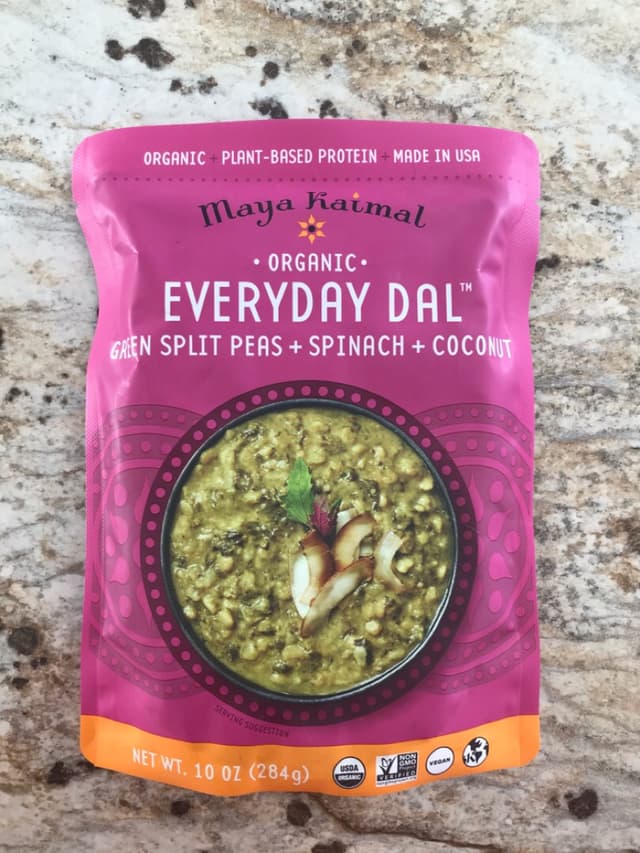 ORGANIC + PLANT-BASED PROTEIN + MADE IN USA
Maya Kaimal
• ORGANIC •
EVERYDAY DAL™
GREEN SPLIT PEAS + SPINACH + COCONUT
SERVING SUGGESTION
NET WT. 10 OZ (284g)
USDA
ORGANIC
NON
GMO
Project
VERIFIED
VEGAN
K